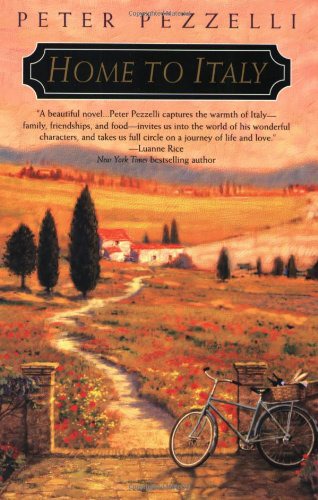 PETER PEZZELLI
HOME TO ITALY
"A beautiful novel...Peter Pezzelli captures the warmth of Italy—
family, friendships, and food—invites us into the world of his wonderful
characters, and takes us full circle on a journey of life and love."
—Luanne Rice
New York Times bestselling author